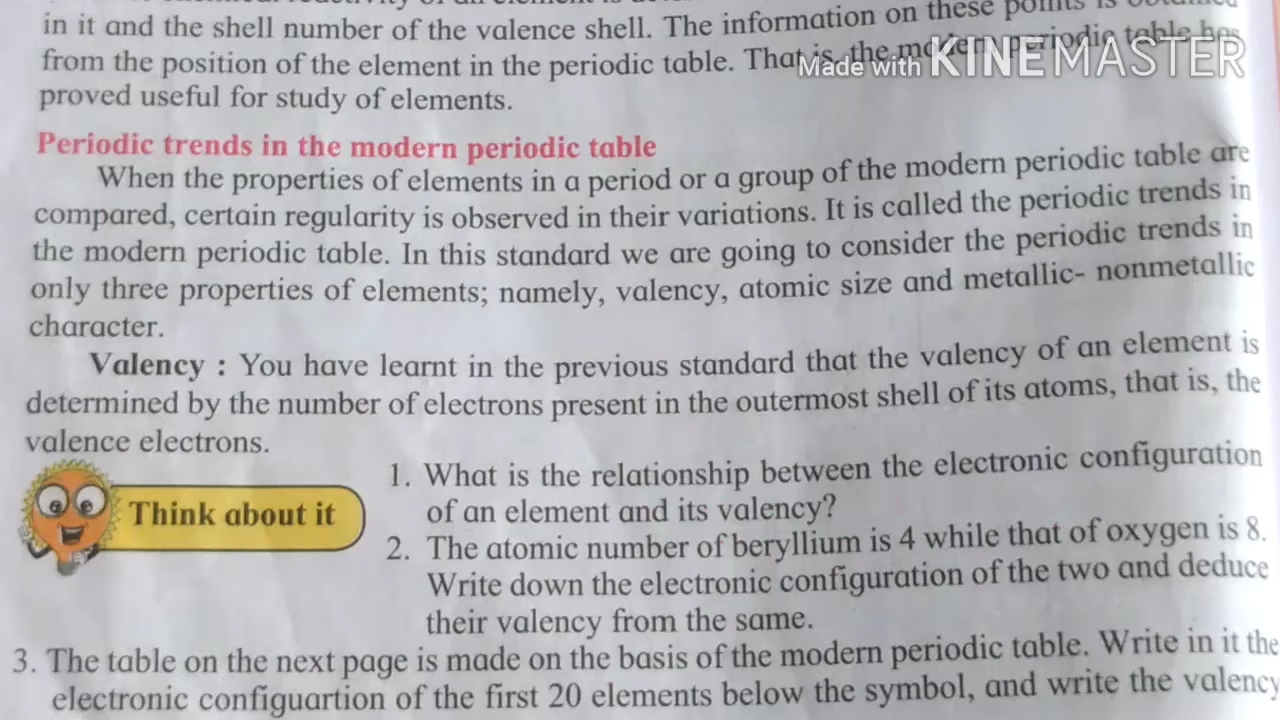 in it and the shell number of the valence shell. The information on these points is
from the position of the element in the periodic table. That is, the modern periodic table has
Made with KINEMASTER
proved useful for study of elements.
Periodic trends in the modern periodic table
When the properties of elements in a period or a group of the modern periodic table are
compared, certain regularity is observed in their variations. It is called the periodic trends in
the modern periodic table. In this standard we are going to consider the periodic trends in
only three properties of elements; namely, valency, atomic size and metallic- nonmetallic
character.
Valency : You have learnt in the previous standard that the valency of an element is
determined by the number of electrons present in the outermost shell of its atoms, that is, the
valence electrons.
Think about it
1. What is the relationship between the electronic configuration
of an element and its valency?
2. The atomic number of beryllium is 4 while that of oxygen is 8.
Write down the electronic configuration of the two and deduce
their valency from the same.
3. The table on the next page is made on the basis of the modern periodic table. Write in it the
electronic configuartion of the first 20 elements below the symbol, and write the valency